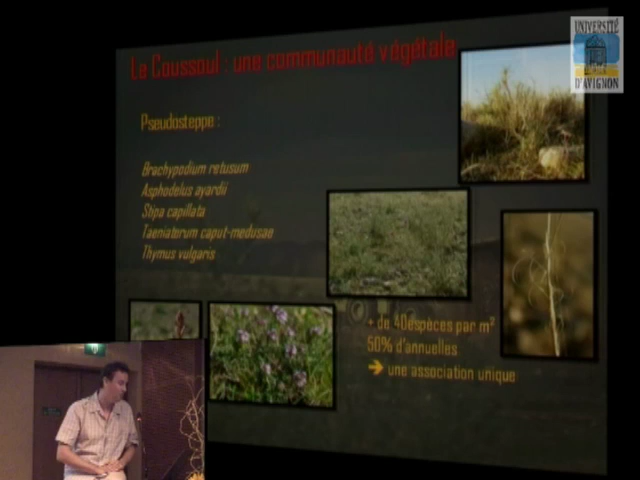 Le Coussoul : une communauté végétale
UNIVERSITÉ
D'AVIGNON
Pseudosteppe :
Brachypodium retusum
Asphodelus ayardii
Stipa capillata
Taeniaterum caput-medusae
Thymus vulgaris
+ de 40espèces par m²
50% d'annuelles
➔ une association unique